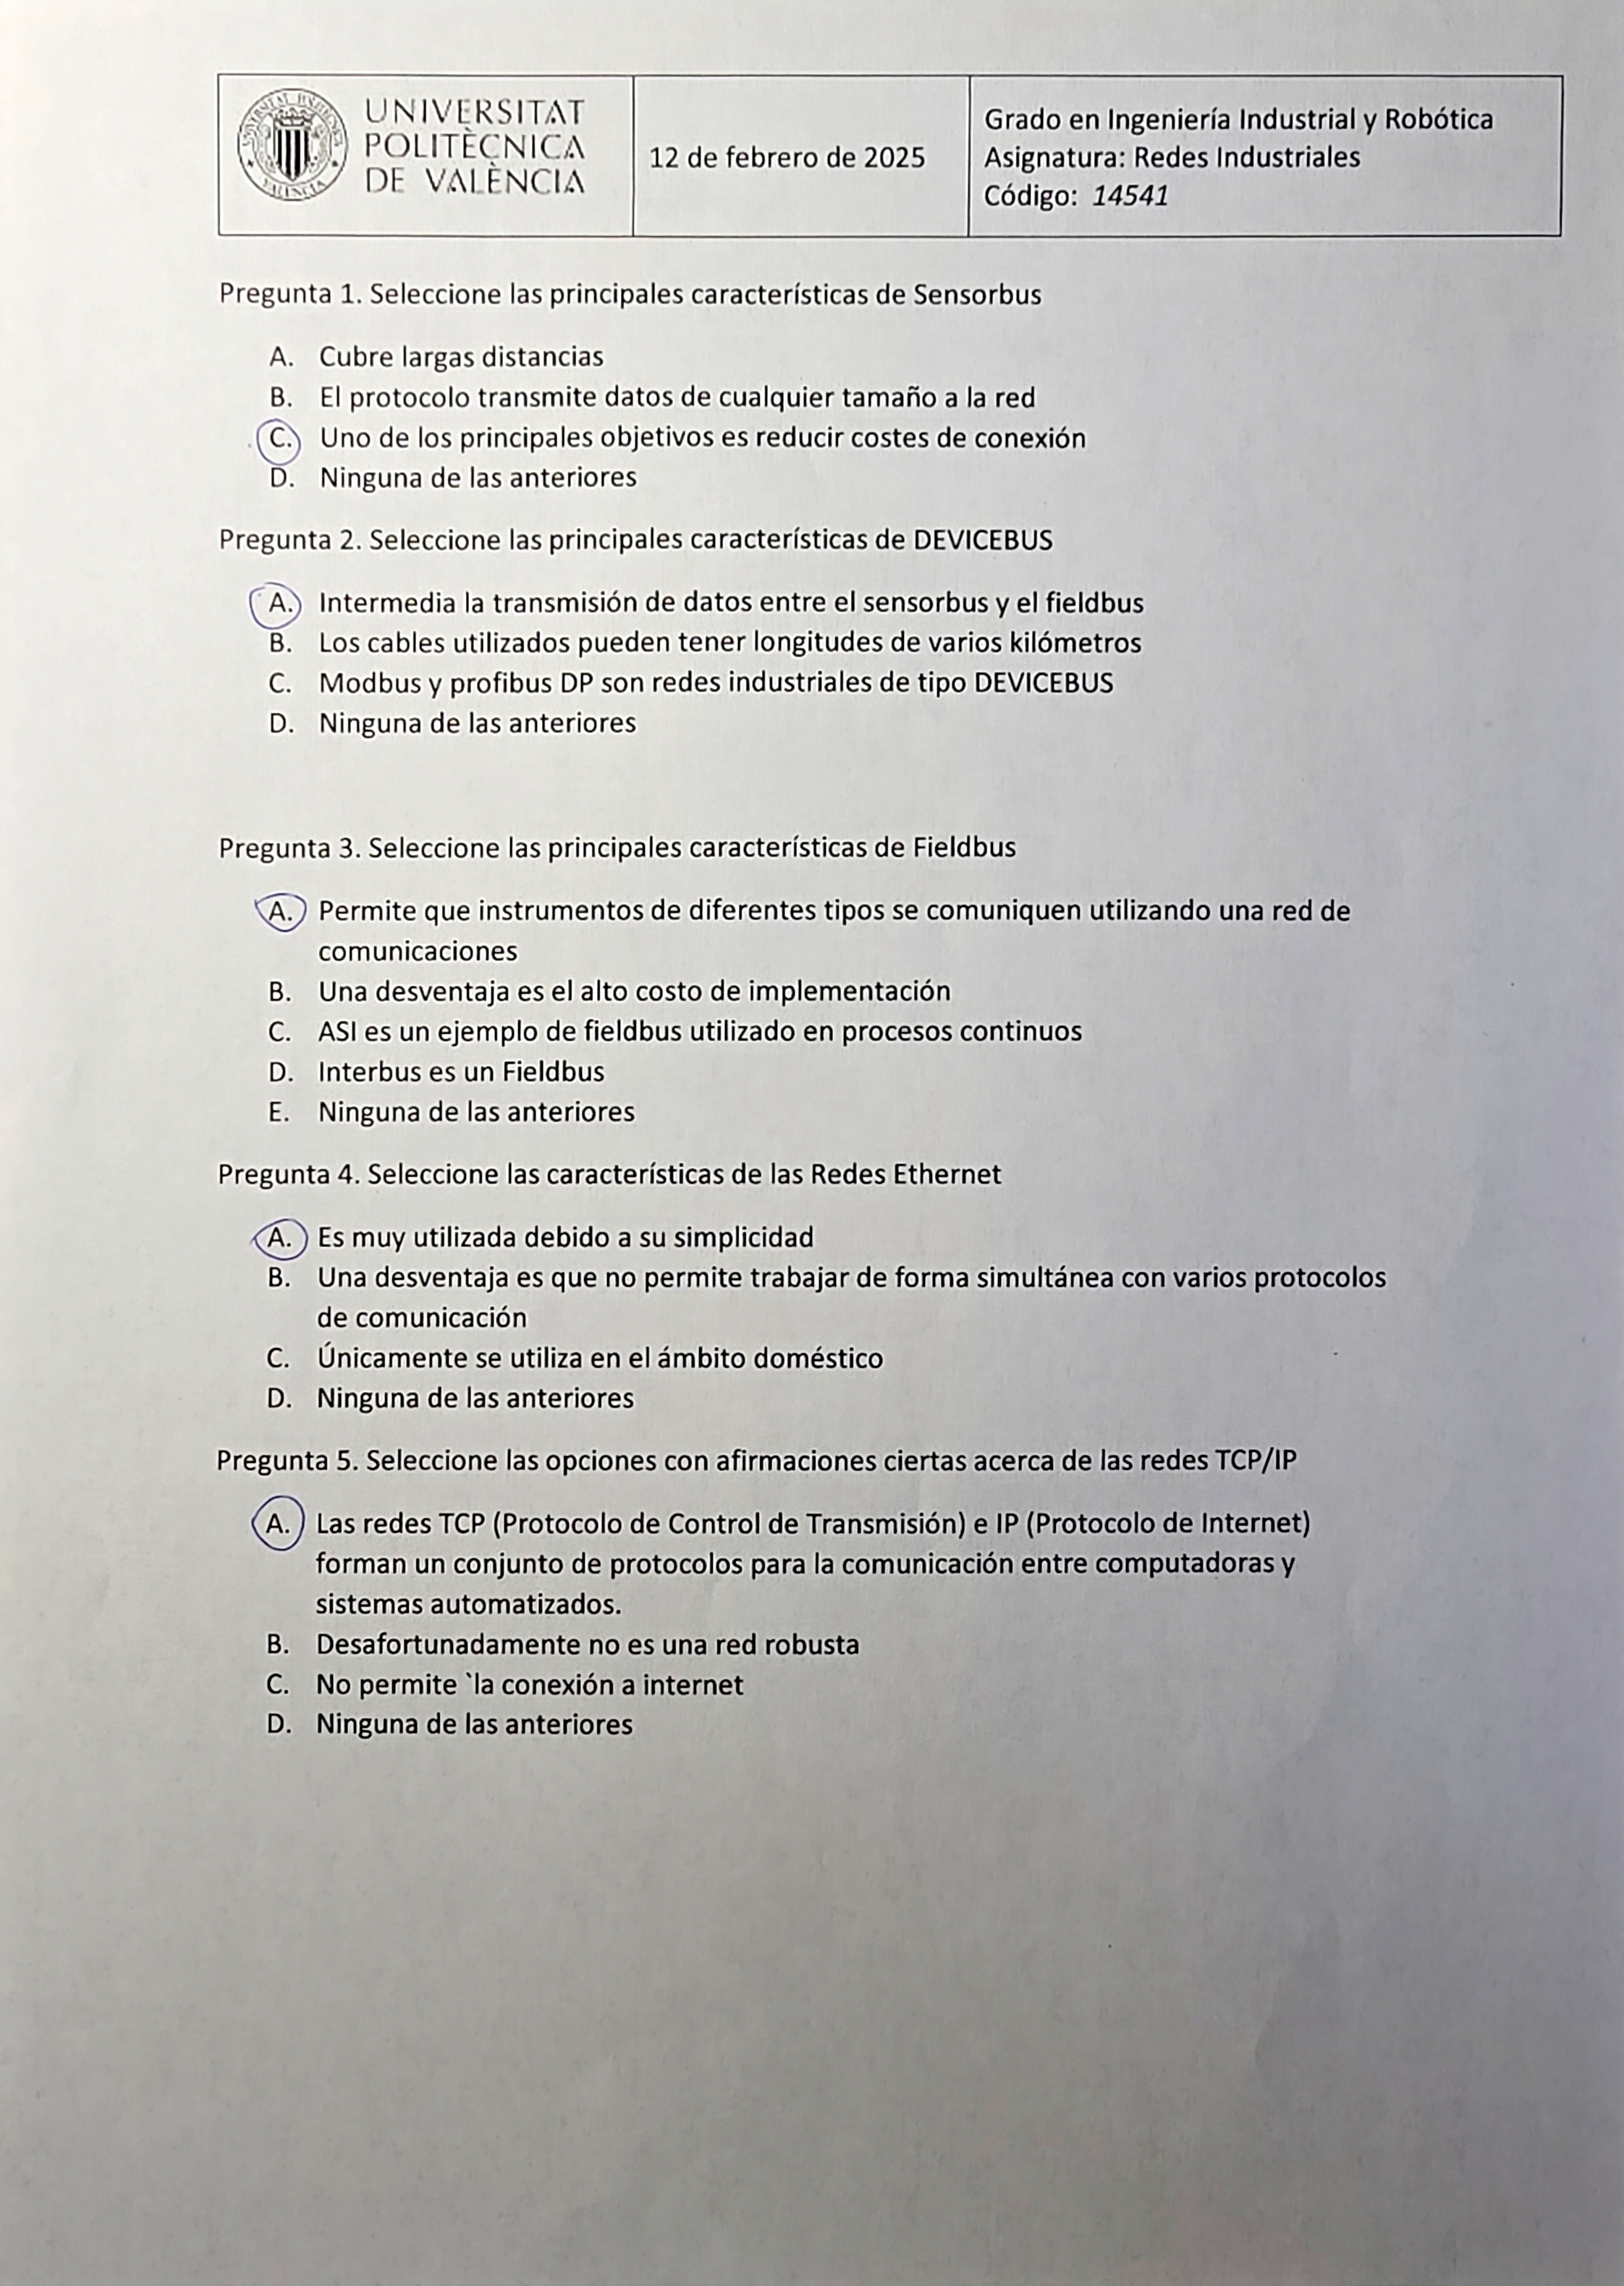 UNIVERSITAT
POLITÈCNICA
DE VALÈNCIA
12 de febrero de 2025
Grado en Ingeniería Industrial y Robótica
Asignatura: Redes Industriales
Código: 14541
Pregunta 1. Seleccione las principales características de Sensorbus
A. Cubre largas distancias
B. El protocolo transmite datos de cualquier tamaño a la red
C. Uno de los principales objetivos es reducir costes de conexión
D. Ninguna de las anteriores
Pregunta 2. Seleccione las principales características de DEVICEBUS
A. Intermedia la transmisión de datos entre el sensorbus y el fieldbus
B. Los cables utilizados pueden tener longitudes de varios kilómetros
C. Modbus y profibus DP son redes industriales de tipo DEVICEBUS
D. Ninguna de las anteriores
Pregunta 3. Seleccione las principales características de Fieldbus
A. Permite que instrumentos de diferentes tipos se comuniquen utilizando una red de
comunicaciones
B. Una desventaja es el alto costo de implementación
C. ASI es un ejemplo de fieldbus utilizado en procesos continuos
D. Interbus es un Fieldbus
E. Ninguna de las anteriores
Pregunta 4. Seleccione las características de las Redes Ethernet
A. Es muy utilizada debido a su simplicidad
B. Una desventaja es que no permite trabajar de forma simultánea con varios protocolos
de comunicación
C. Únicamente se utiliza en el ámbito doméstico
D. Ninguna de las anteriores
Pregunta 5. Seleccione las opciones con afirmaciones ciertas acerca de las redes TCP/IP
A. Las redes TCP (Protocolo de Control de Transmisión) e IP (Protocolo de Internet)
forman un conjunto de protocolos para la comunicación entre computadoras y
sistemas automatizados.
B. Desafortunadamente no es una red robusta
C. No permite `la conexión a internet
D. Ninguna de las anteriores